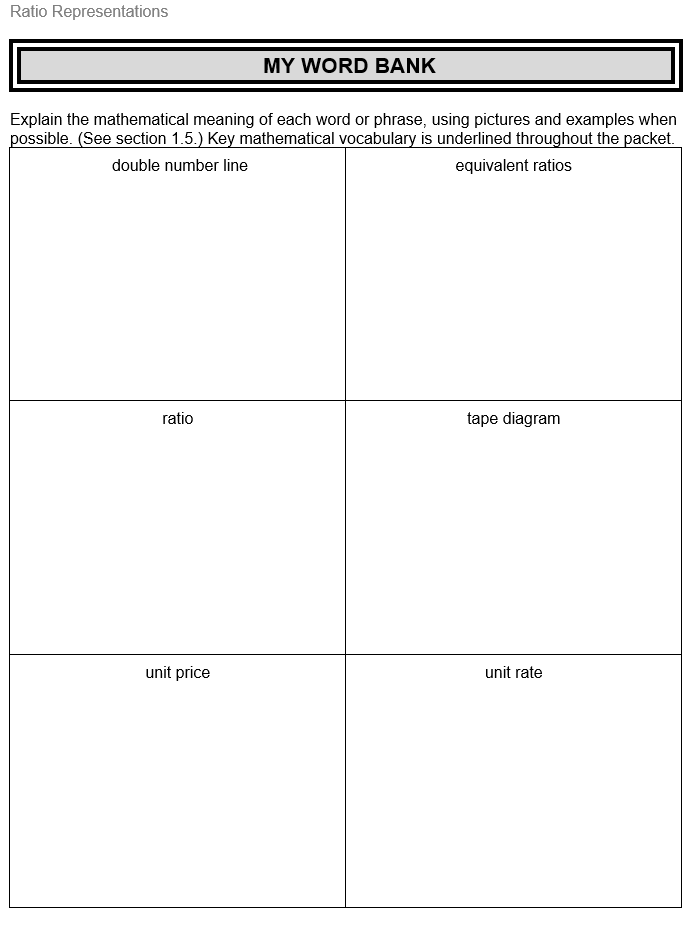 Ratio Representations
MY WORD BANK
Explain the mathematical meaning of each word or phrase, using pictures and examples when
possible. (See section 1.5.) Key mathematical vocabulary is underlined throughout the packet.
double number line
equivalent ratios
ratio
tape diagram
unit price
unit rate